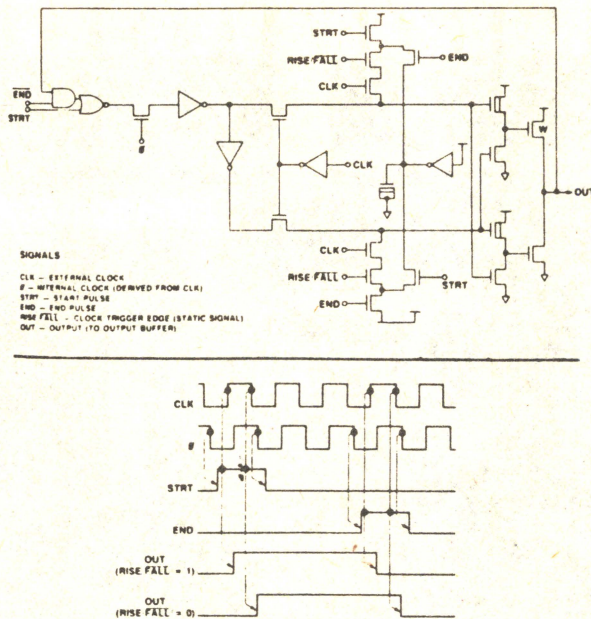 STRT
RISE/FALL
END
CLK
END
STRT
ø
CLK
W
OUT
CLK
RISE/FALL
STRT
END
SIGNALS
CLK – EXTERNAL CLOCK
ø – INTERNAL CLOCK (DERIVED FROM CLK)
STRT – START PULSE
END – END PULSE
RISE/FALL – CLOCK TRIGGER EDGE (STATIC SIGNAL)
OUT – OUTPUT (TO OUTPUT BUFFER)
CLK
ø
STRT
END
OUT
(RISE/FALL = 1)
OUT
(RISE/FALL = 0)